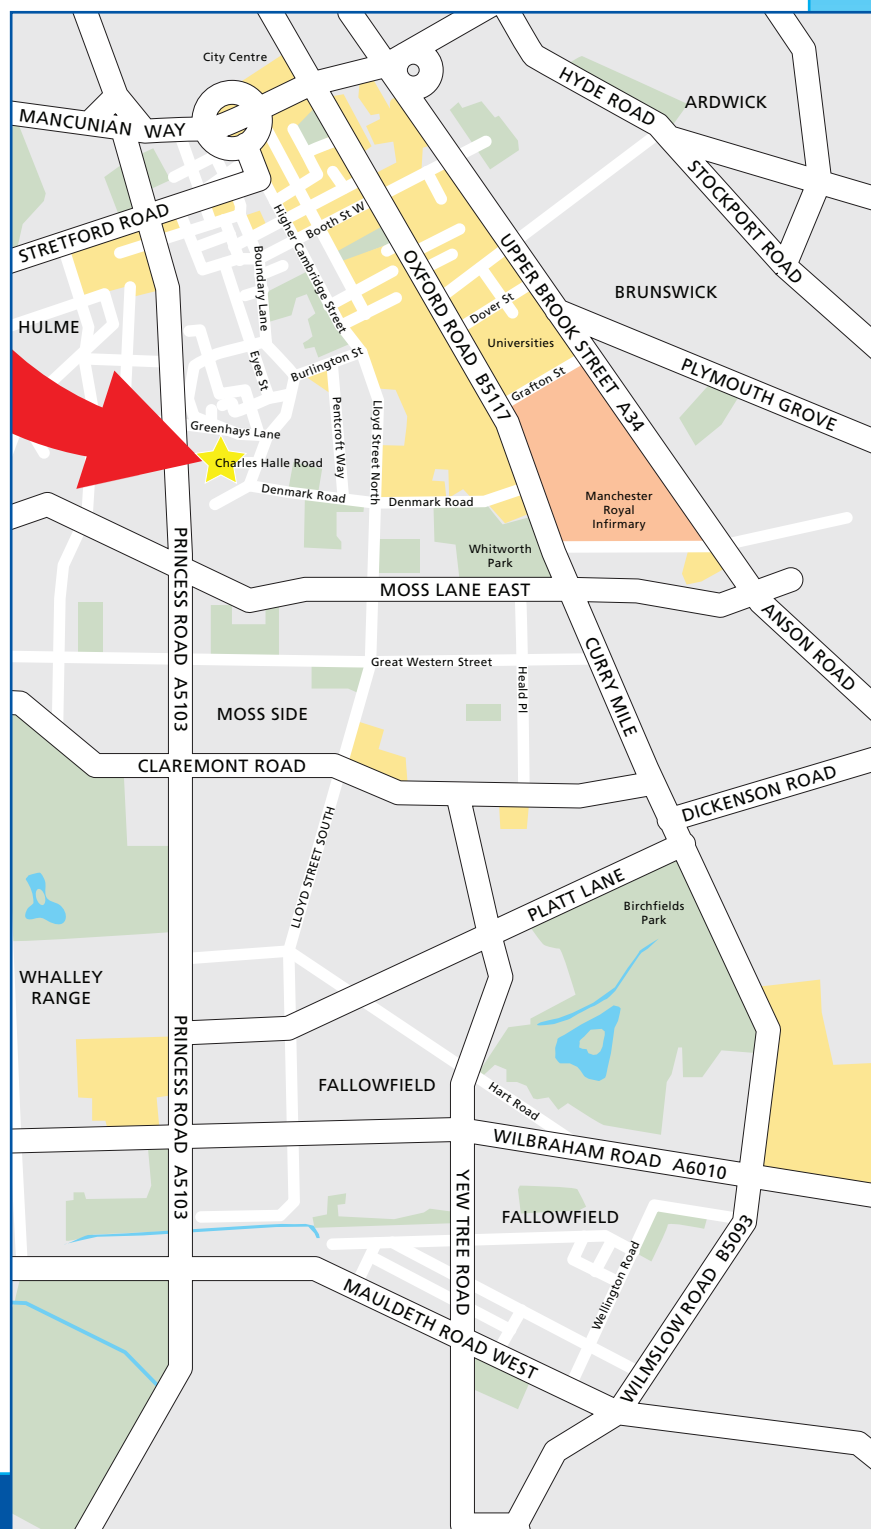 City Centre
HYDE ROAD
ARDWICK
MANCUNIAN WAY
STOCKPORT ROAD
STRETFORD ROAD
Booth St W
Higher Cambridge Street
Boundary Lane
OXFORD ROAD B5117
UPPER BROOK STREET A34
BRUNSWICK
Dover St
HULME
Universities
Eyee St
Burlington St
Grafton St
PLYMOUTH GROVE
Pentcroft Way
Lloyd Street North
Greenhays Lane
Charles Halle Road
Denmark Road
Denmark Road
Manchester
Royal
Infirmary
Whitworth
Park
PRINCESS ROAD A5103
MOSS LANE EAST
ANSON ROAD
CURRY MILE
Great Western Street
Heald Pl
MOSS SIDE
CLAREMONT ROAD
DICKENSON ROAD
LLOYD STREET SOUTH
PLATT LANE
Birchfields
Park
WHALLEY
RANGE
PRINCESS ROAD A5103
FALLOWFIELD
Hart Road
WILBRAHAM ROAD A6010
YEW TREE ROAD
FALLOWFIELD
Wellington Road
WILMSLOW ROAD B5093
MAULDETH ROAD WEST